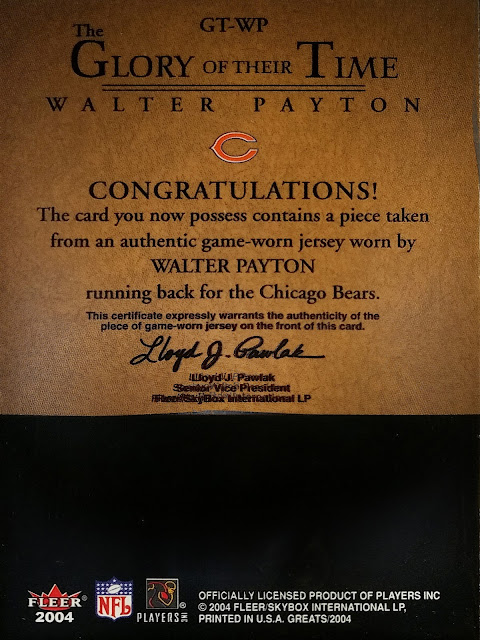 GT-WP
The
GLORY OF THEIR TIME
WALTER PAYTON
CONGRATULATIONS!
The card you now possess contains a piece taken
from an authentic game-worn jersey worn by
WALTER PAYTON
running back for the Chicago Bears.
This certificate expressly warrants the authenticity of the
piece of game-worn jersey on the front of this card.
Lloyd J. Pawlak
Lloyd J. Pawlak
Senior Vice President
Fleer/SkyBox International LP
FLEER
2004
NFL
PLAYERS INC
OFFICIALLY LICENSED PRODUCT OF PLAYERS INC
© 2004 FLEER/SKYBOX INTERNATIONAL LP,
PRINTED IN U.S.A. GREATS/2004